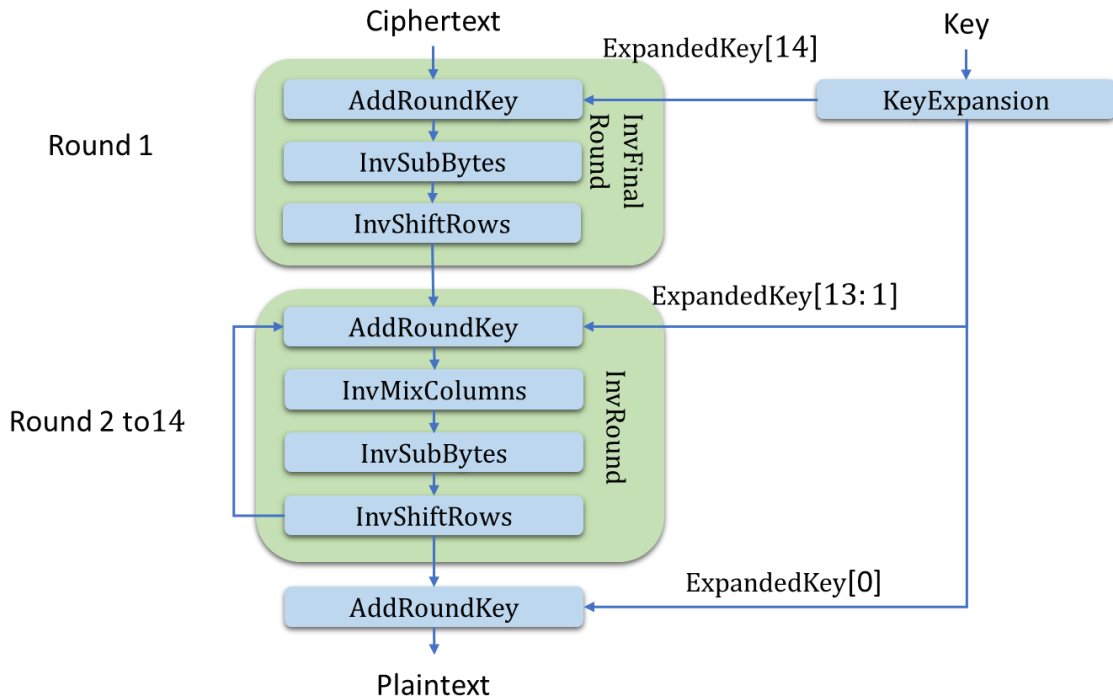 Ciphertext
Key
ExpandedKey[14]
AddRoundKey
KeyExpansion
Round 1
InvFinal
Round
InvSubBytes
InvShiftRows
ExpandedKey[13: 1]
AddRoundKey
InvMixColumns
InvRound
Round 2 to14
InvSubBytes
InvShiftRows
ExpandedKey[0]
AddRoundKey
Plaintext